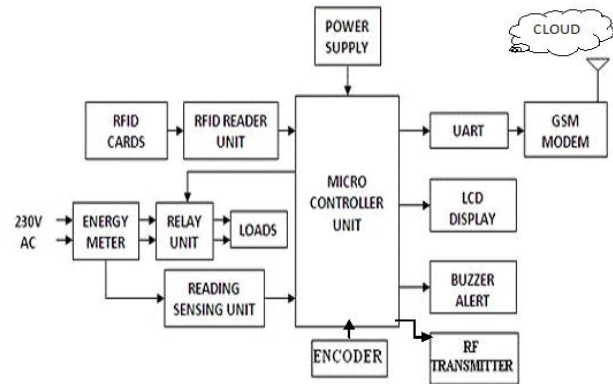 POWER
SUPPLY
CLOUD
RFID
CARDS
RFID READER
UNIT
MICRO
CONTROLLER
UNIT
UART
GSM
MODEM
230V
AC
ENERGY
METER
RELAY
UNIT
LOADS
LCD
DISPLAY
READING
SENSING UNIT
BUZZER
ALERT
ENCODER
RF
TRANSMITTER